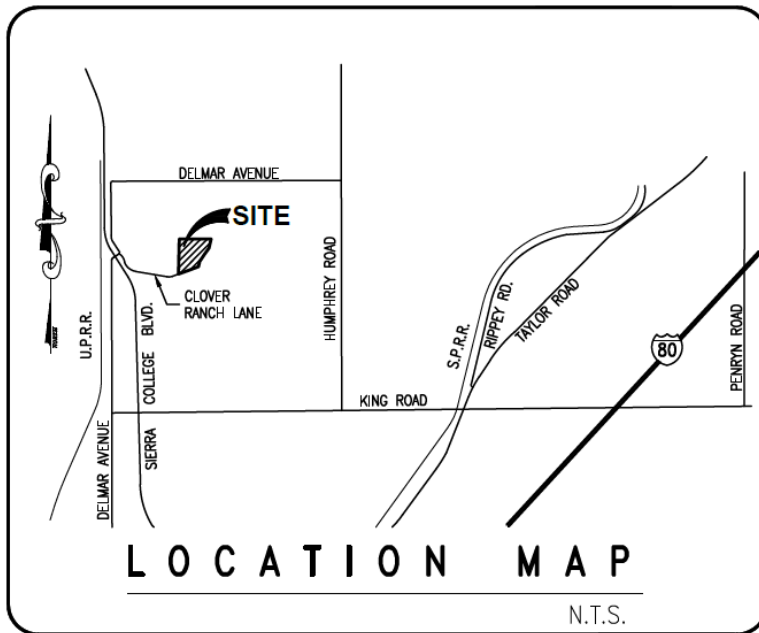 DELMAR AVENUE
SITE
CLOVER
RANCH LANE
U.P.R.R.
HUMPHREY ROAD
COLLEGE BLVD.
SIERRA
DELMAR AVENUE
KING ROAD
S.P.R.R.
RIPPEY RD.
TAYLOR ROAD
80
PENRYN ROAD
LOCATION MAP
N.T.S.